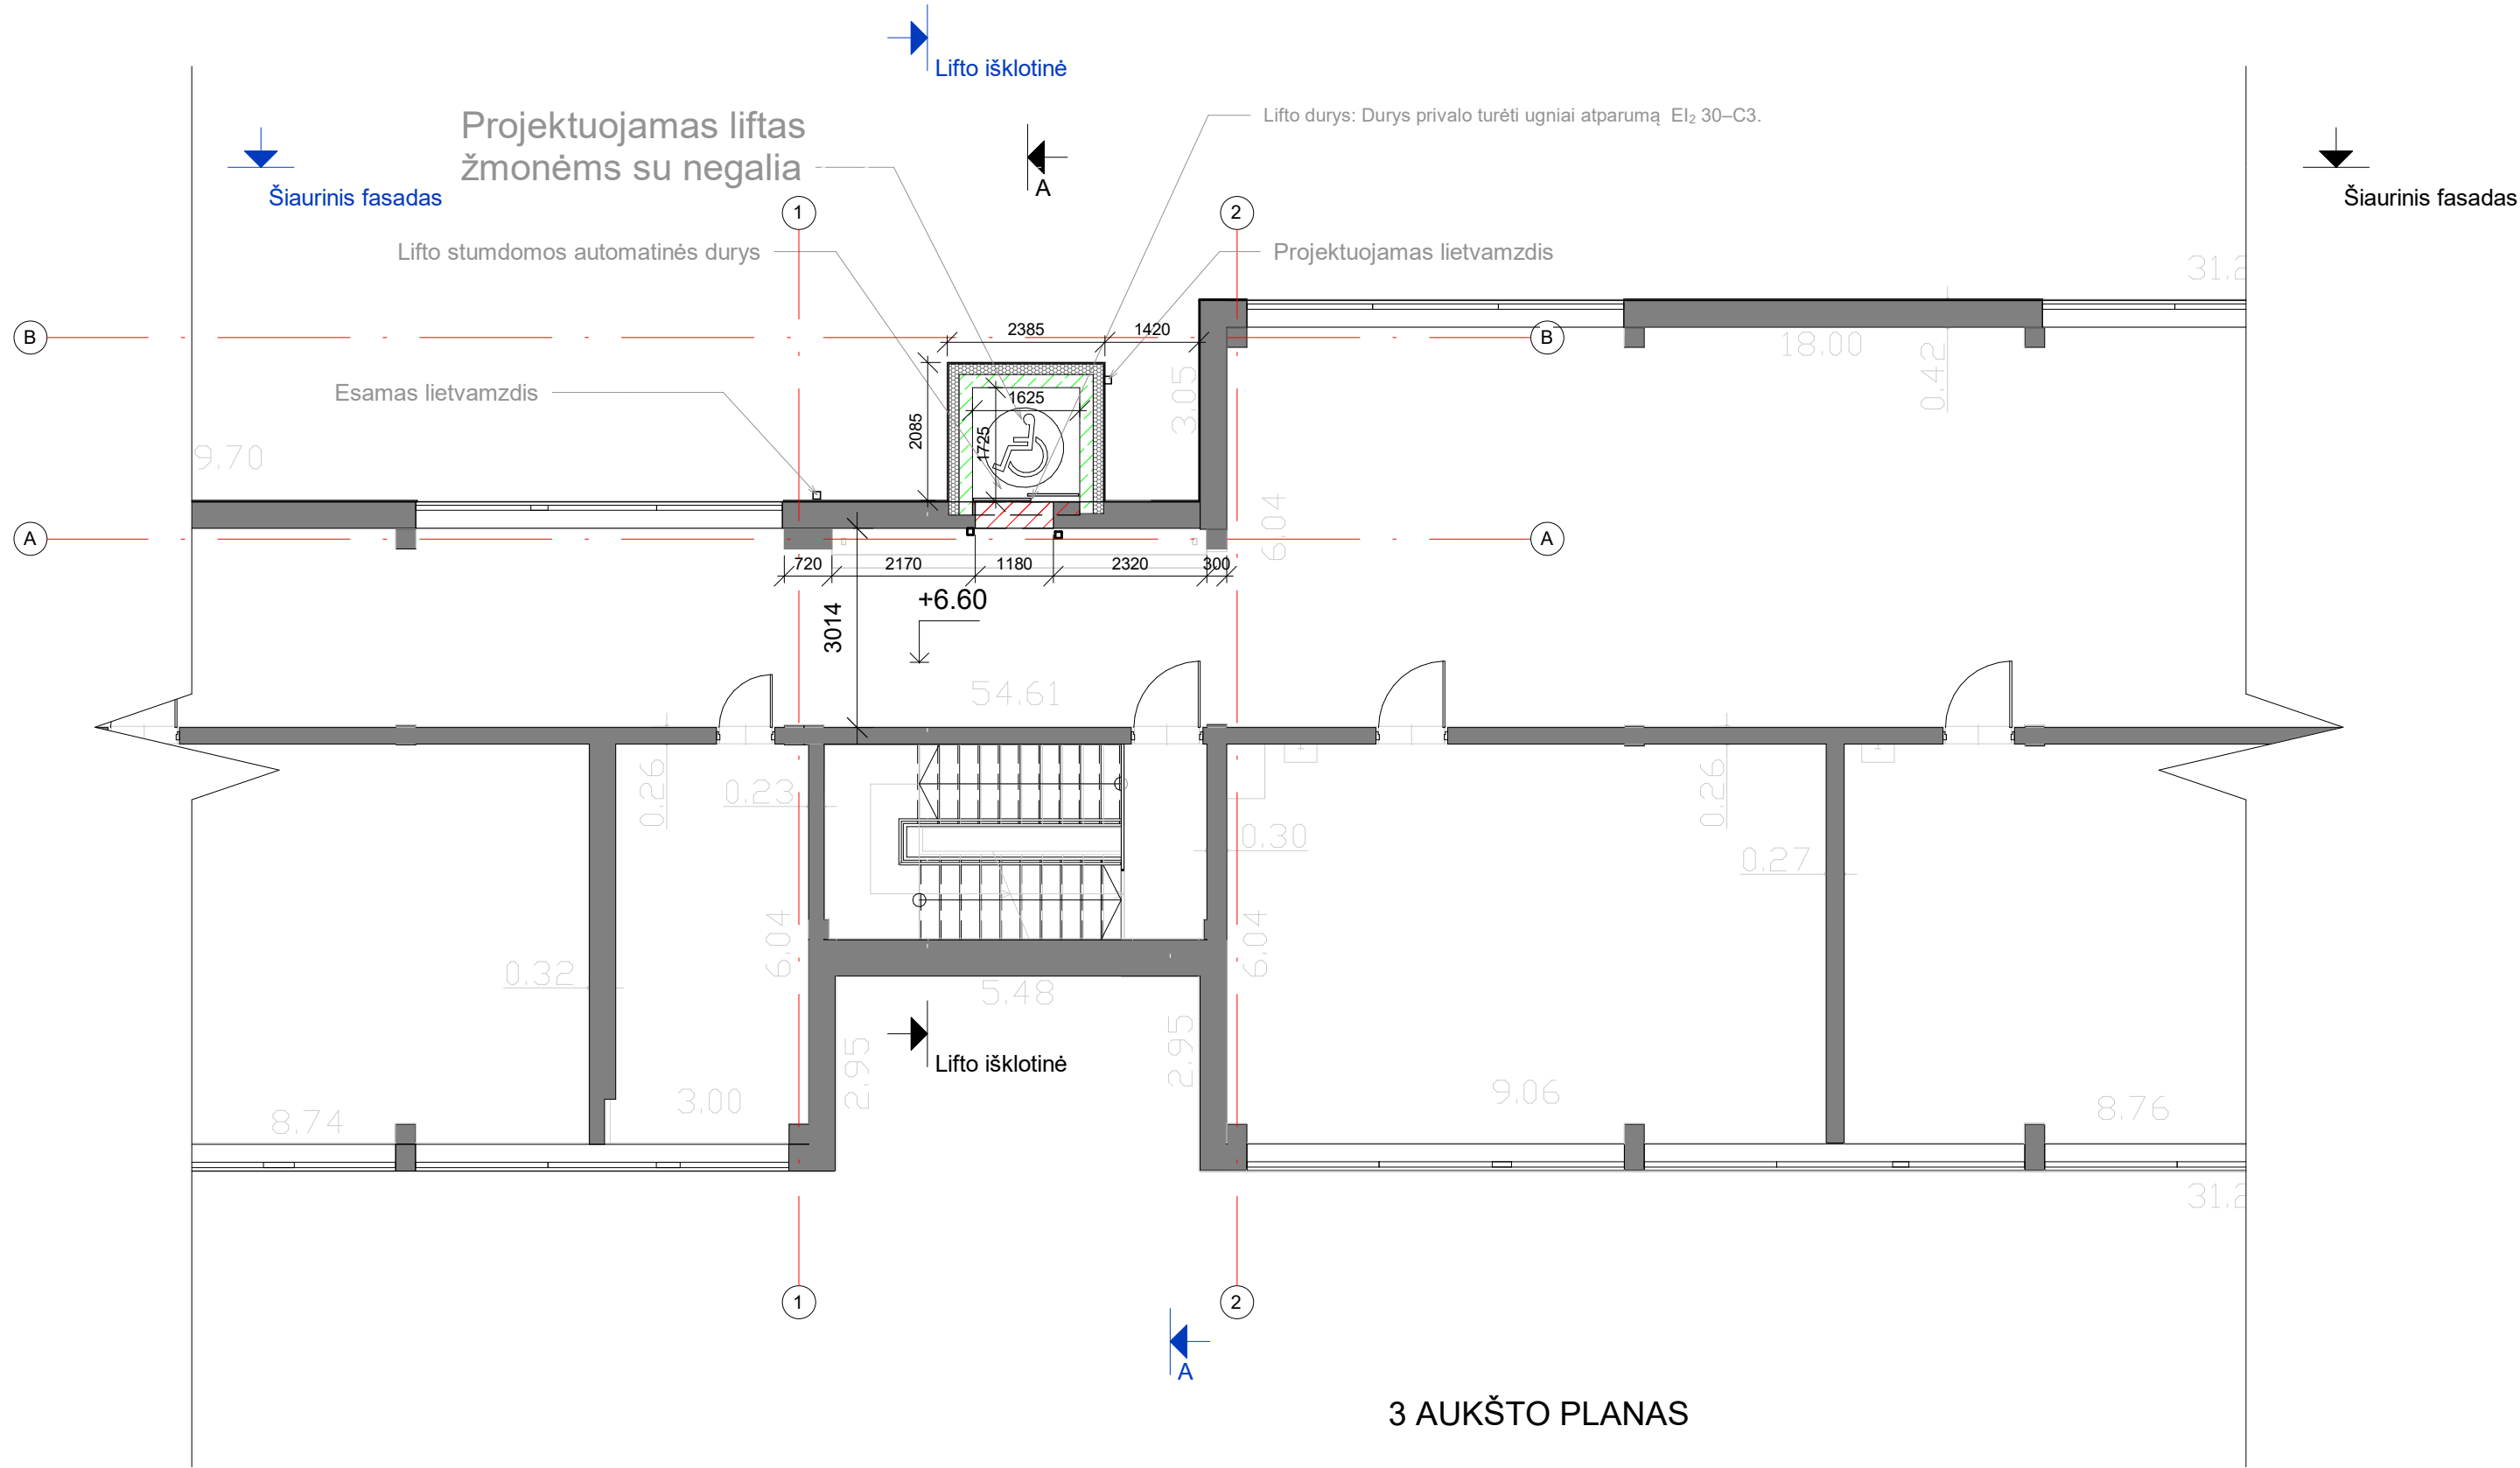 Lifto išklotinė
Projektuojamas liftas
žmonėms su negalia
Lifto durys: Durys privalo turėti ugniai atparumą EI₂ 30–C3.
A
Šiaurinis fasadas
Šiaurinis fasadas
1
2
Lifto stumdomos automatinės durys
Projektuojamas lietvamzdis
31.2
B
2385
1420
B
18.00
0.42
Esamas lietvamzdis
1625
3.05
2085
1725
9.70
A
A
6.04
720
2170
1180
2320
300
+6.60
3014
54.61
0.26
0.23
0.30
0.26
0.27
6.04
6.04
0.32
5.48
Lifto išklotinė
2.95
2.95
3.00
9.06
8.74
8.76
31.2
1
2
A
3 AUKŠTO PLANAS